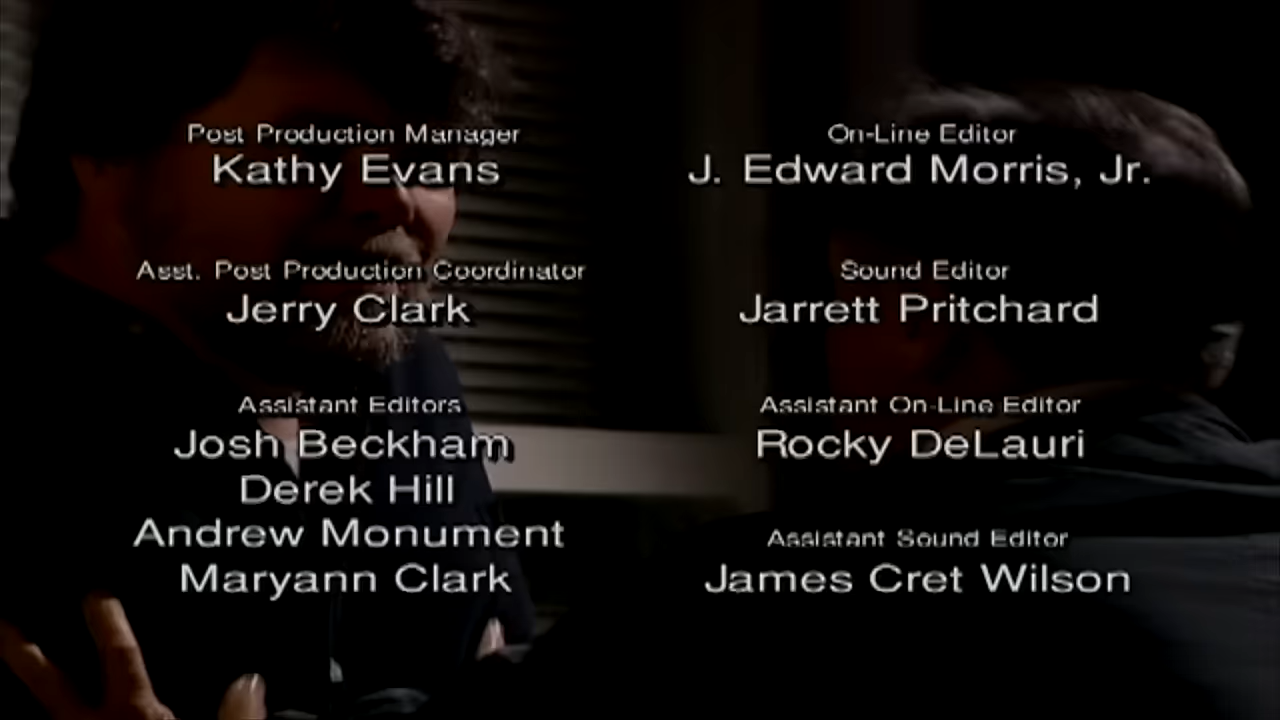 Post Production Manager
Kathy Evans
Asst. Post Production Coordinator
Jerry Clark
Assistant Editors
Josh Beckham
Derek Hill
Andrew Monument
Maryann Clark
On-Line Editor
J. Edward Morris, Jr.
Sound Editor
Jarrett Pritchard
Assistant On-Line Editor
Rocky DeLauri
Assistant Sound Editor
James Cret Wilson